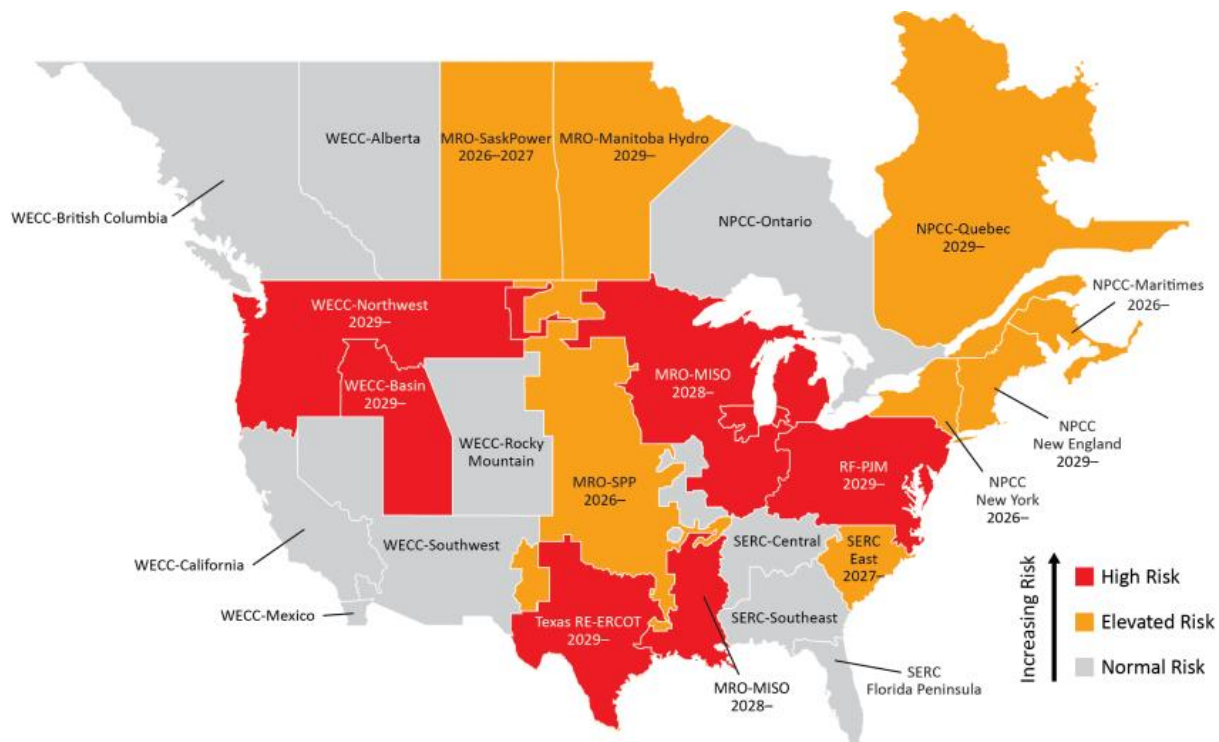 WECC-Alberta
MRO-SaskPower
2026–2027
MRO-Manitoba Hydro
2029–
WECC-British Columbia
NPCC-Ontario
NPCC-Quebec
2029–
NPCC-Maritimes
2026–
WECC-Northwest
2029–
WECC-Basin
2029–
MRO-MISO
2028–
WECC-Rocky
Mountain
NPCC
New England
2029–
RF-PJM
2029–
MRO-SPP
2026–
NPCC
New York
2026–
WECC-Southwest
SERC-Central
SERC
East
2027–
WECC-California
WECC-Mexico
Texas RE-ERCOT
2029–
SERC-Southeast
MRO-MISO
2028–
SERC
Florida Peninsula
Increasing Risk
High Risk
Elevated Risk
Normal Risk